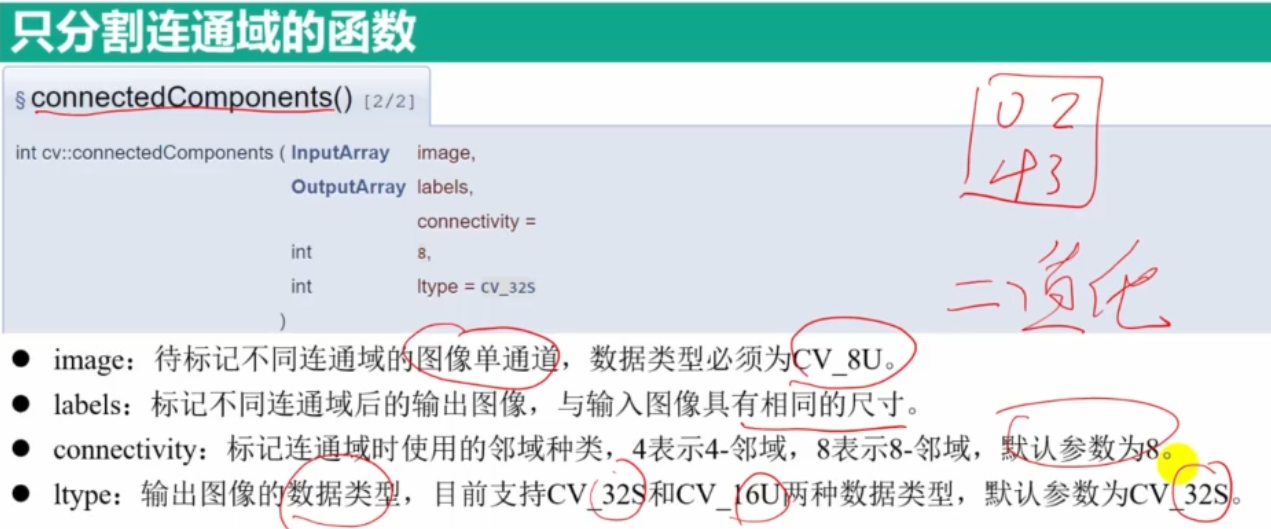 只分割连通域的函数
§ connectedComponents() [2/2]
int cv::connectedComponents ( InputArray image,
OutputArray labels,
connectivity =
int 8,
int ltype = CV_32S
)
0 2
4 3
二值化
● image：待标记不同连通域的图像单通道，数据类型必须为CV_8U。
● labels：标记不同连通域后的输出图像，与输入图像具有相同的尺寸。
● connectivity：标记连通域时使用的邻域种类，4表示4-邻域，8表示8-邻域，默认参数为8。
● ltype：输出图像的数据类型，目前支持CV_32S和CV_16U两种数据类型，默认参数为CV_32S。